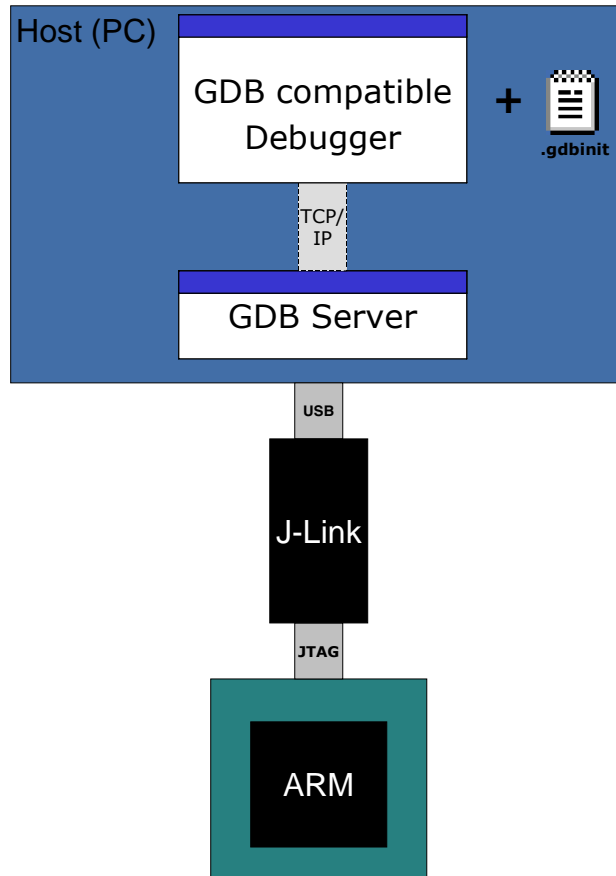 Host (PC)
GDB compatible
Debugger
+
.gdbinit
TCP/
IP
GDB Server
USB
J-Link
JTAG
ARM